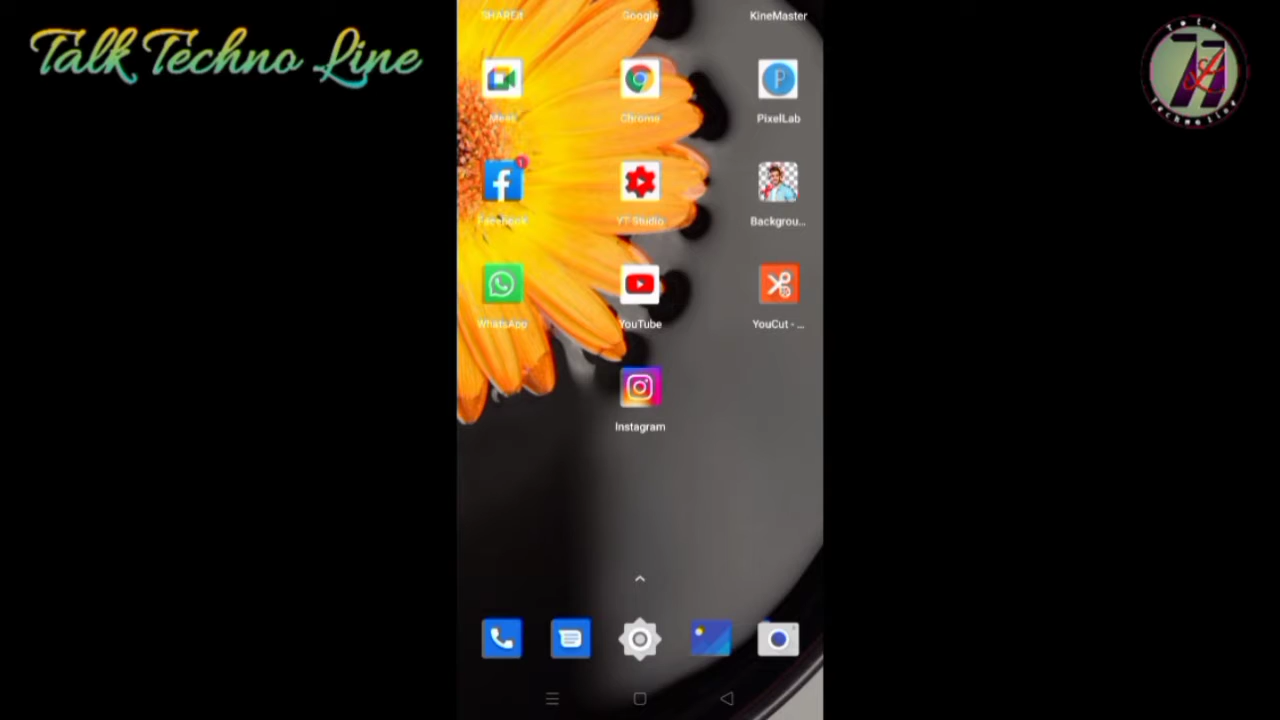 Talk Techno Line
SHAREit Google KineMaster
Meet Chrome PixelLab
Facebook YT Studio Backgrou...
WhatsApp YouTube YouCut - ...
Instagram